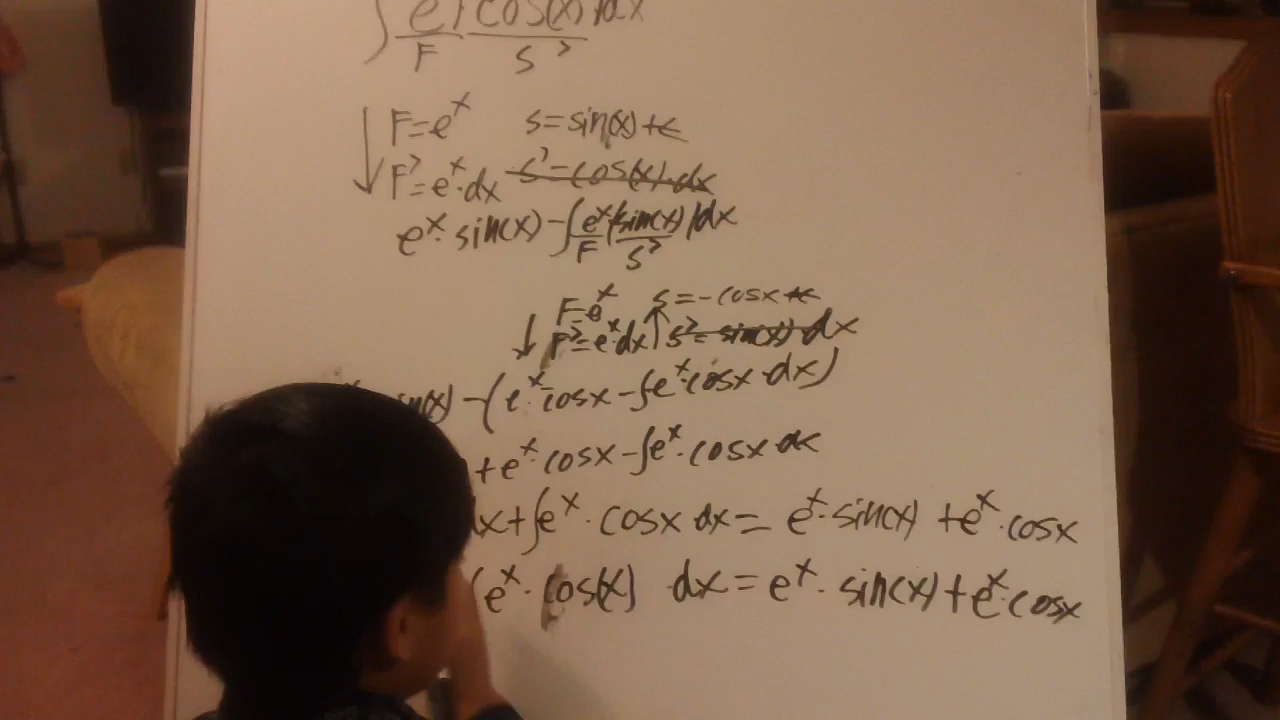 ∫ e^x cos(x) dx
F S'
F=e^x S=sin(x)+c
F'=e^x·dx S'=cos(x)·dx
e^x·sin(x)-∫e^x sin(x) dx
F S'
F=e^x S=-cosx+c
F'=e^x·dx S'=sin(x)·dx
sin(x)-(e^x·-cosx-∫e^x·-cosx·dx)
+e^x·cosx-∫e^x·cosx dx
dx+∫e^x·cosx dx=e^x·sin(x)+e^x·cosx
∫e^x·cos(x) dx=e^x·sin(x)+e^x·cosx